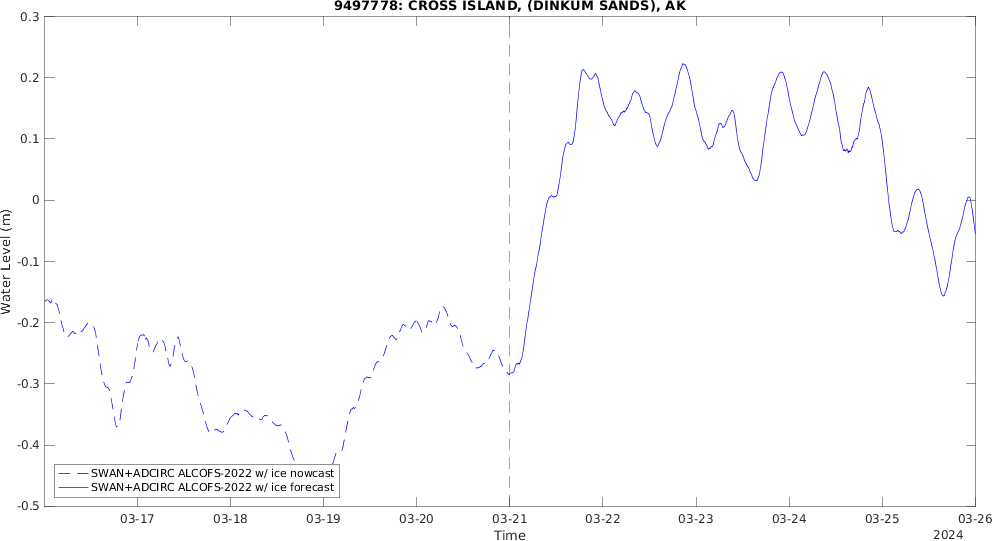 9497778: CROSS ISLAND, (DINKUM SANDS), AK
0.3
0.2
0.1
0
-0.1
-0.2
-0.3
-0.4
-0.5
Water Level (m)
SWAN+ADCIRC ALCOFS-2022 w/ ice nowcast
SWAN+ADCIRC ALCOFS-2022 w/ ice forecast
03-17 03-18 03-19 03-20 03-21 03-22 03-23 03-24 03-25 03-26
Time
2024